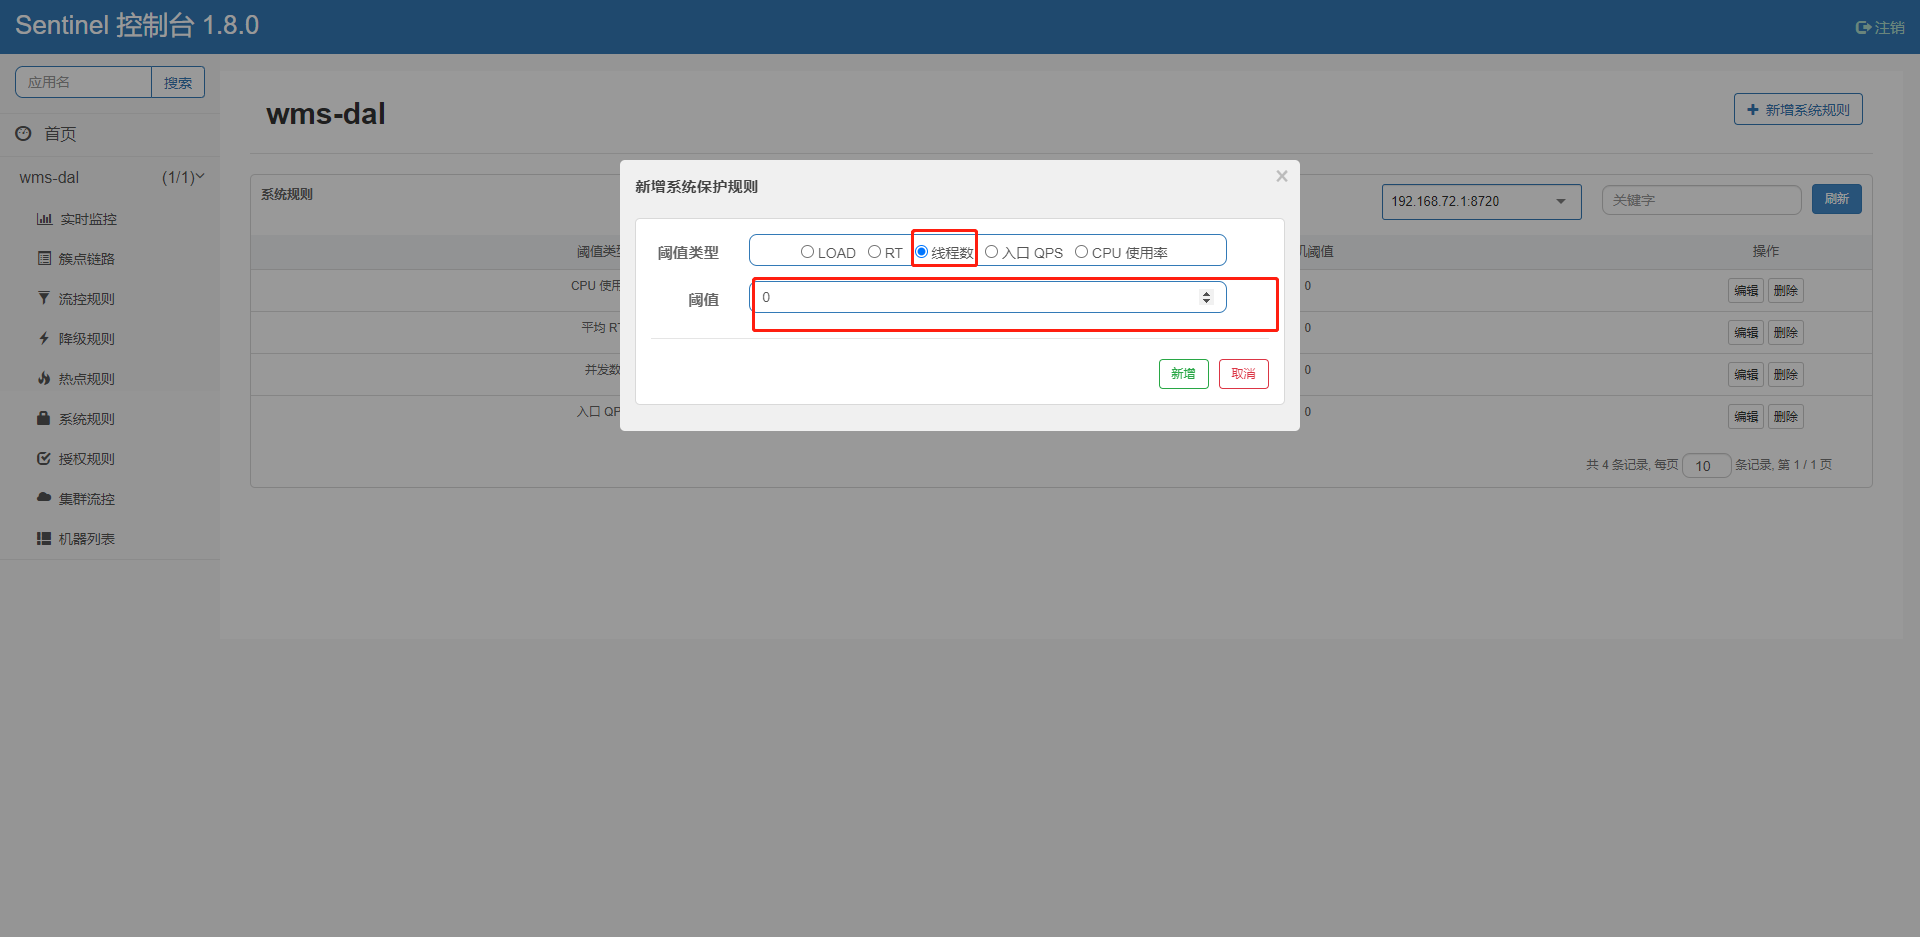 Sentinel 控制台 1.8.0
注销
应用名
搜索
首页
wms-dal (1/1)
实时监控
簇点链路
流控规则
降级规则
热点规则
系统规则
授权规则
集群流控
机器列表
wms-dal
新增系统规则
系统规则
192.168.72.1:8720
关键字
刷新
阈值类
机阈值
操作
CPU 使用
0
编辑
删除
平均 RT
0
编辑
删除
并发数
0
编辑
删除
入口 QP
0
编辑
删除
共 4 条记录, 每页 10 条记录, 第 1 / 1 页
新增系统保护规则
×
阈值类型
LOAD RT 线程数 入口 QPS CPU 使用率
阈值
0
新增
取消